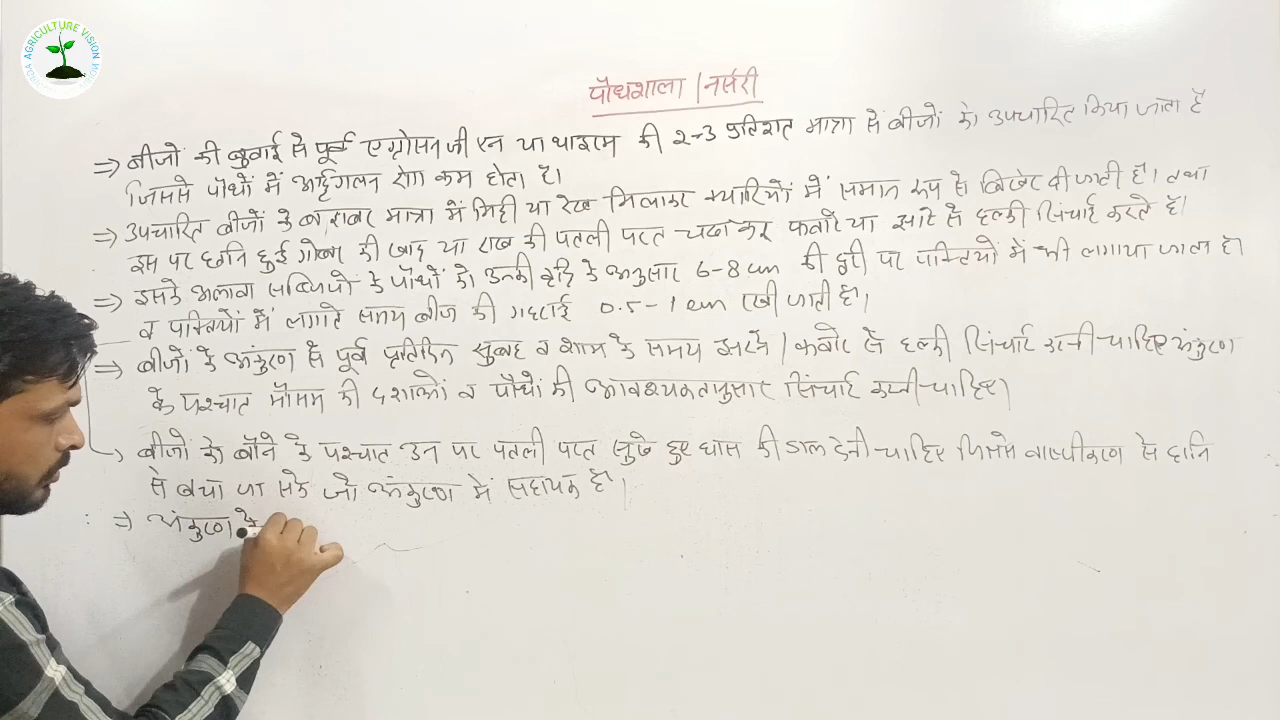 AGRICULTURE VISION
पौधशाला / नर्सरी
⇒ बीजों की बुवाई से पूर्व एग्रोसन जी एन या थाइरम की 2-3 प्रतिशत मात्रा से बीजों को उपचारित किया जाता है
जिससे पौधों में आर्द्रगलन रोग कम होता है।
⇒ उपचारित बीजों के बराबर मात्रा में मिट्टी या रेत मिलाकर क्यारियों में समान रूप से बिखेर दी जाती है। तथा
इस पर छनि हुई गोबर की खाद या राख की पतली परत चढाकर फवारे या झारे से हल्की सिंचाई करते हैं।
⇒ इसके अलावा सब्जियों के पौधों को उनकी वृद्धि के अनुसार 6-8 cm की दूरी पर पंक्तियों में भी लगाया जाता है।
व पंक्तियों में लगाते समय बीज की गहराई 0.5-1 cm रखी जाती है।
⇒ बीजों के अंकुरण से पूर्व प्रतिदिन सुबह व शाम के समय झारे / फवारे से हल्की सिंचाई करनी चाहिए अंकुरण
के पश्चात मौसम की दशाओं व पौधों की आवश्यकतानुसार सिंचाई करनी चाहिए।
बीजों को बौने के पश्चात उन पर पतली परत सुखे हुए घास की डाल देनी चाहिए जिससे वाष्पीकरण से हानि
से बचा जा सके जो अंकुरण में सहायक है।
⇒ अंकुरण के